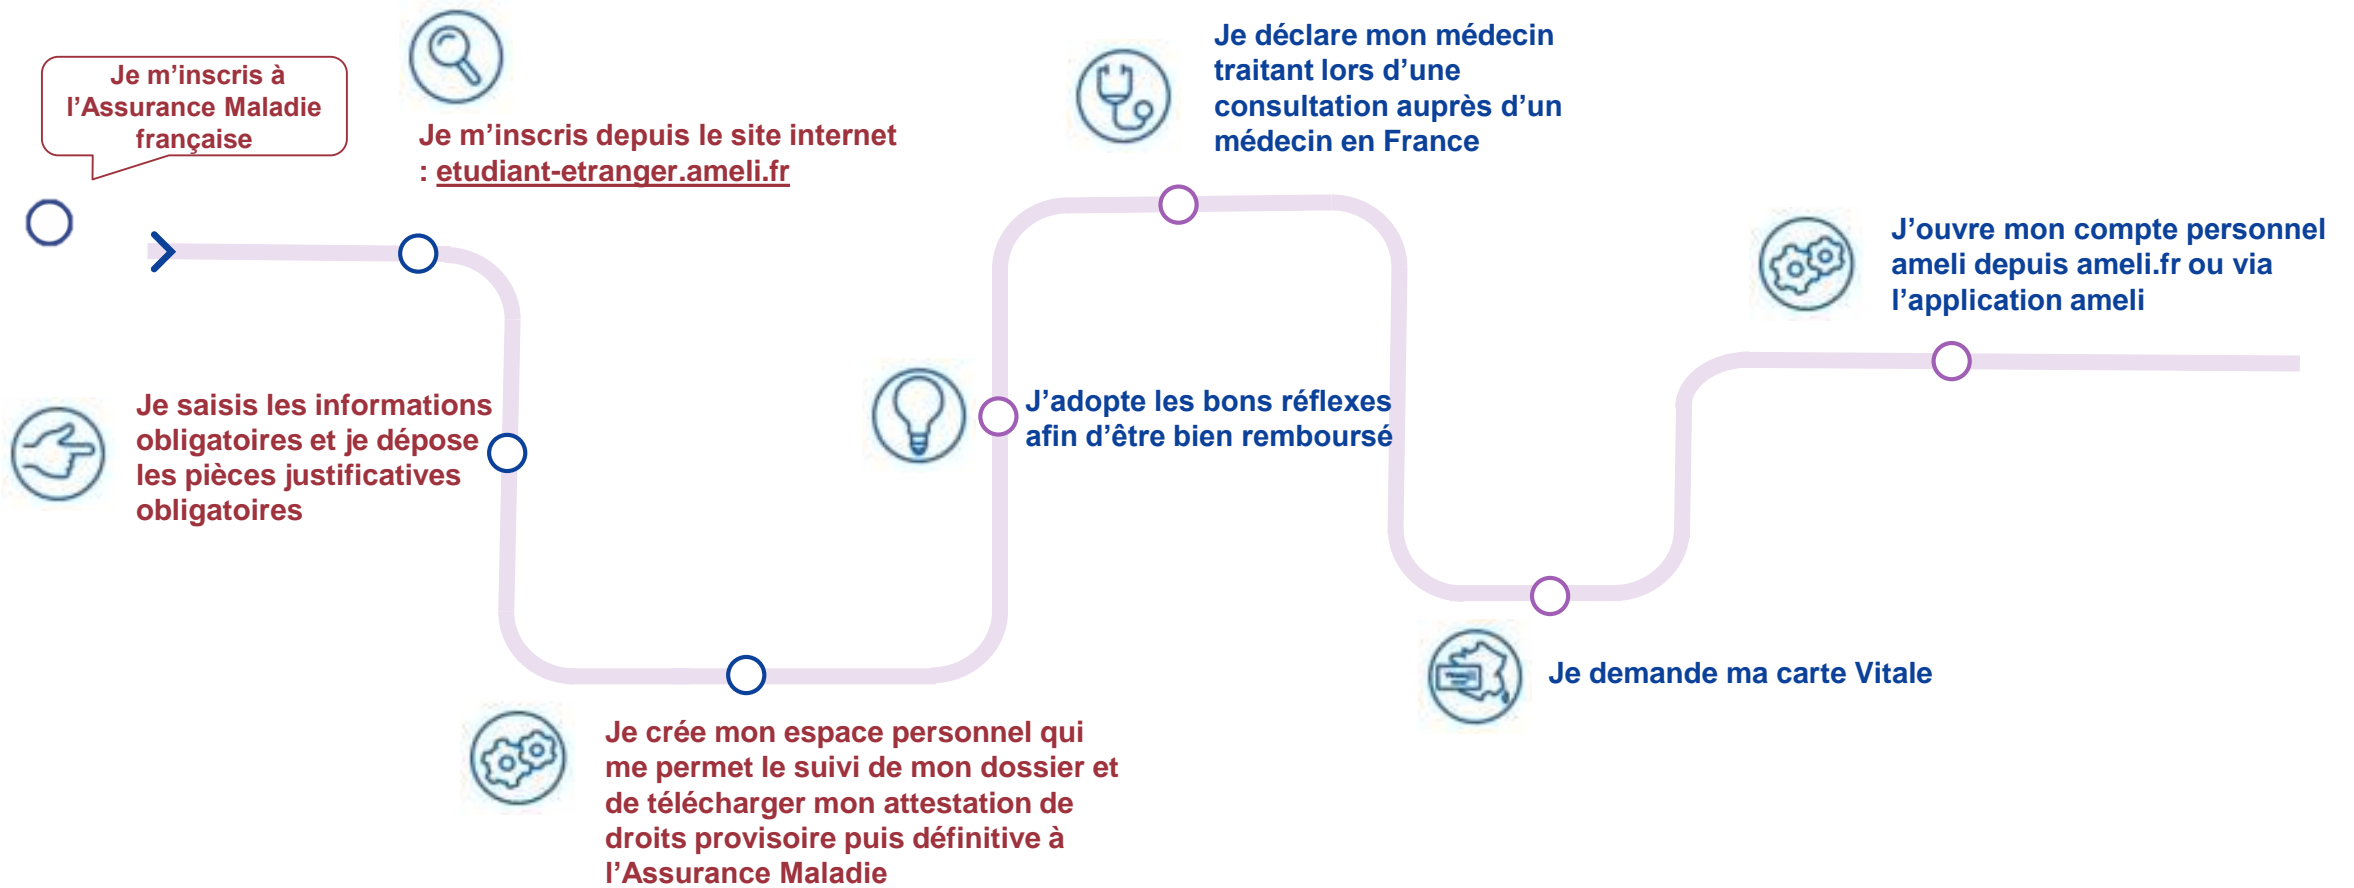 Je m’inscris à
l’Assurance Maladie
française
Je m’inscris depuis le site internet
: etudiant-etranger.ameli.fr
Je saisis les informations
obligatoires et je dépose
les pièces justificatives
obligatoires
Je crée mon espace personnel qui
me permet le suivi de mon dossier et
de télécharger mon attestation de
droits provisoire puis définitive à
l’Assurance Maladie
J’adopte les bons réflexes
afin d’être bien remboursé
Je déclare mon médecin
traitant lors d’une
consultation auprès d’un
médecin en France
Je demande ma carte Vitale
J’ouvre mon compte personnel
ameli depuis ameli.fr ou via
l’application ameli